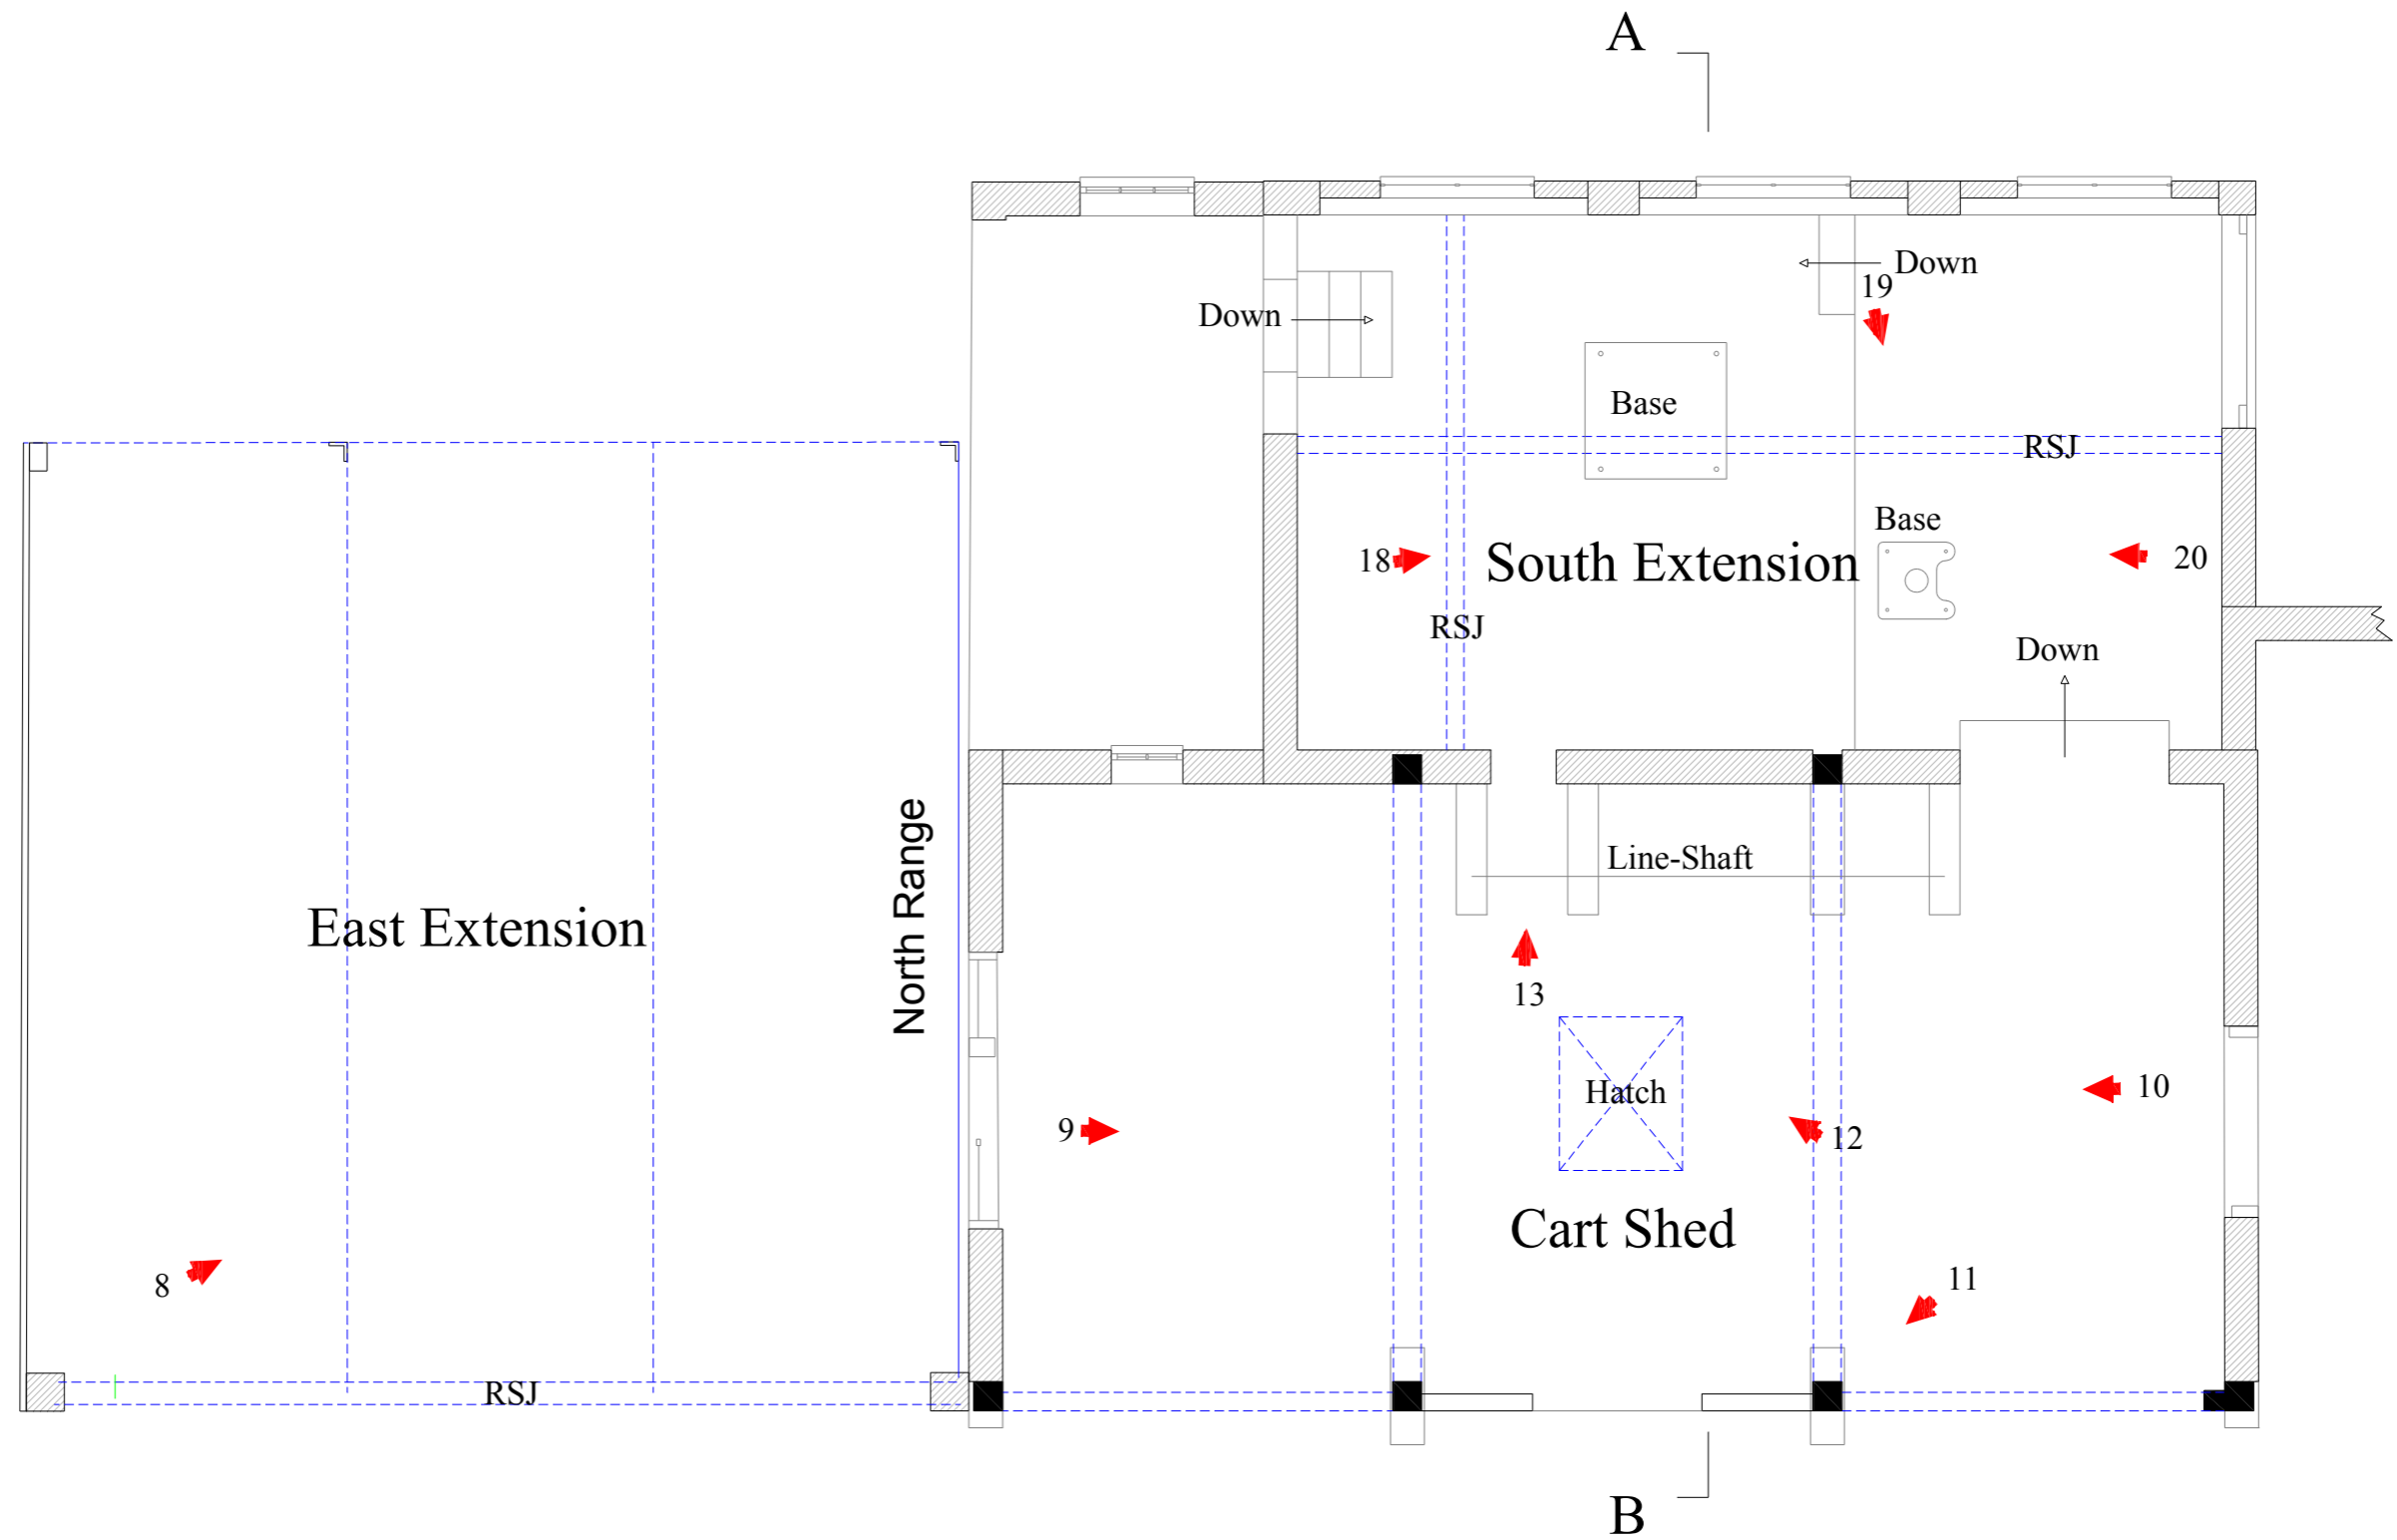 A
Down
19
Down
Base
RSJ
Base
18
South Extension
20
RSJ
Down
North Range
Line-Shaft
East Extension
13
Hatch
10
9
12
Cart Shed
11
8
RSJ
B